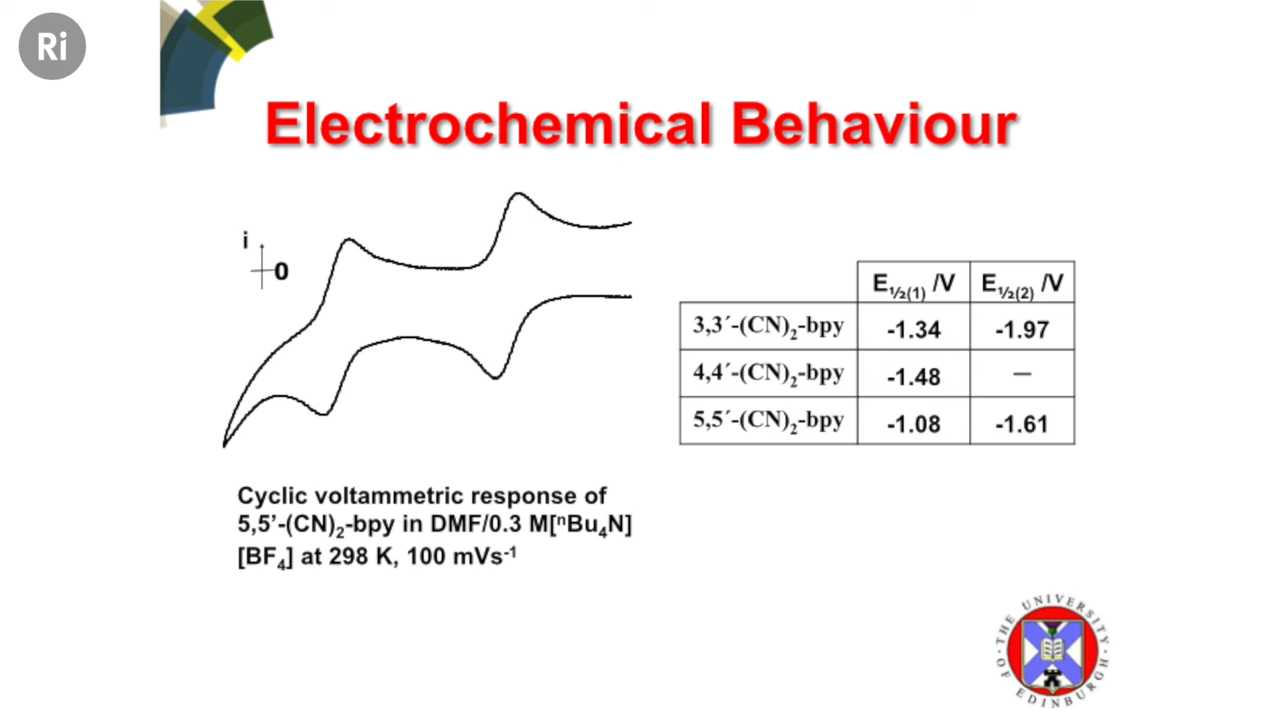 Ri
Electrochemical Behaviour
i
0
E½(1) /V E½(2) /V
3,3´-(CN)2-bpy -1.34 -1.97
4,4´-(CN)2-bpy -1.48 –
5,5´-(CN)2-bpy -1.08 -1.61
Cyclic voltammetric response of
5,5’-(CN)2-bpy in DMF/0.3 M[nBu4N]
[BF4] at 298 K, 100 mVs-1
THE UNIVERSITY OF EDINBURGH